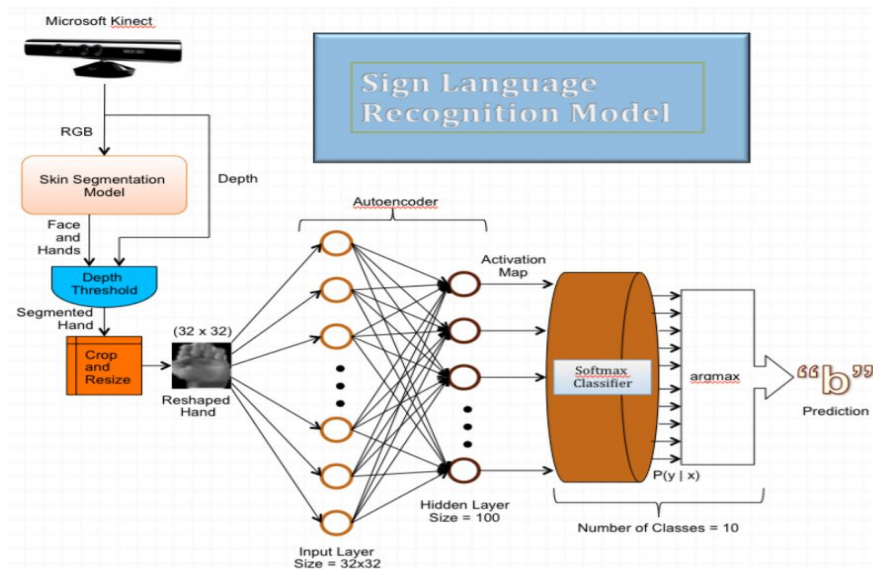 Microsoft Kinect
Sign Language
Recognition Model
RGB
Depth
Skin Segmentation
Model
Face
and
Hands
Depth
Threshold
Segmented
Hand
Crop
and
Resize
(32 x 32)
Reshaped
Hand
Autoencoder
Input Layer
Size = 32x32
Hidden Layer
Size = 100
Activation
Map
Softmax
Classifier
P(y | x)
argmax
Number of Classes = 10
“b”
Prediction